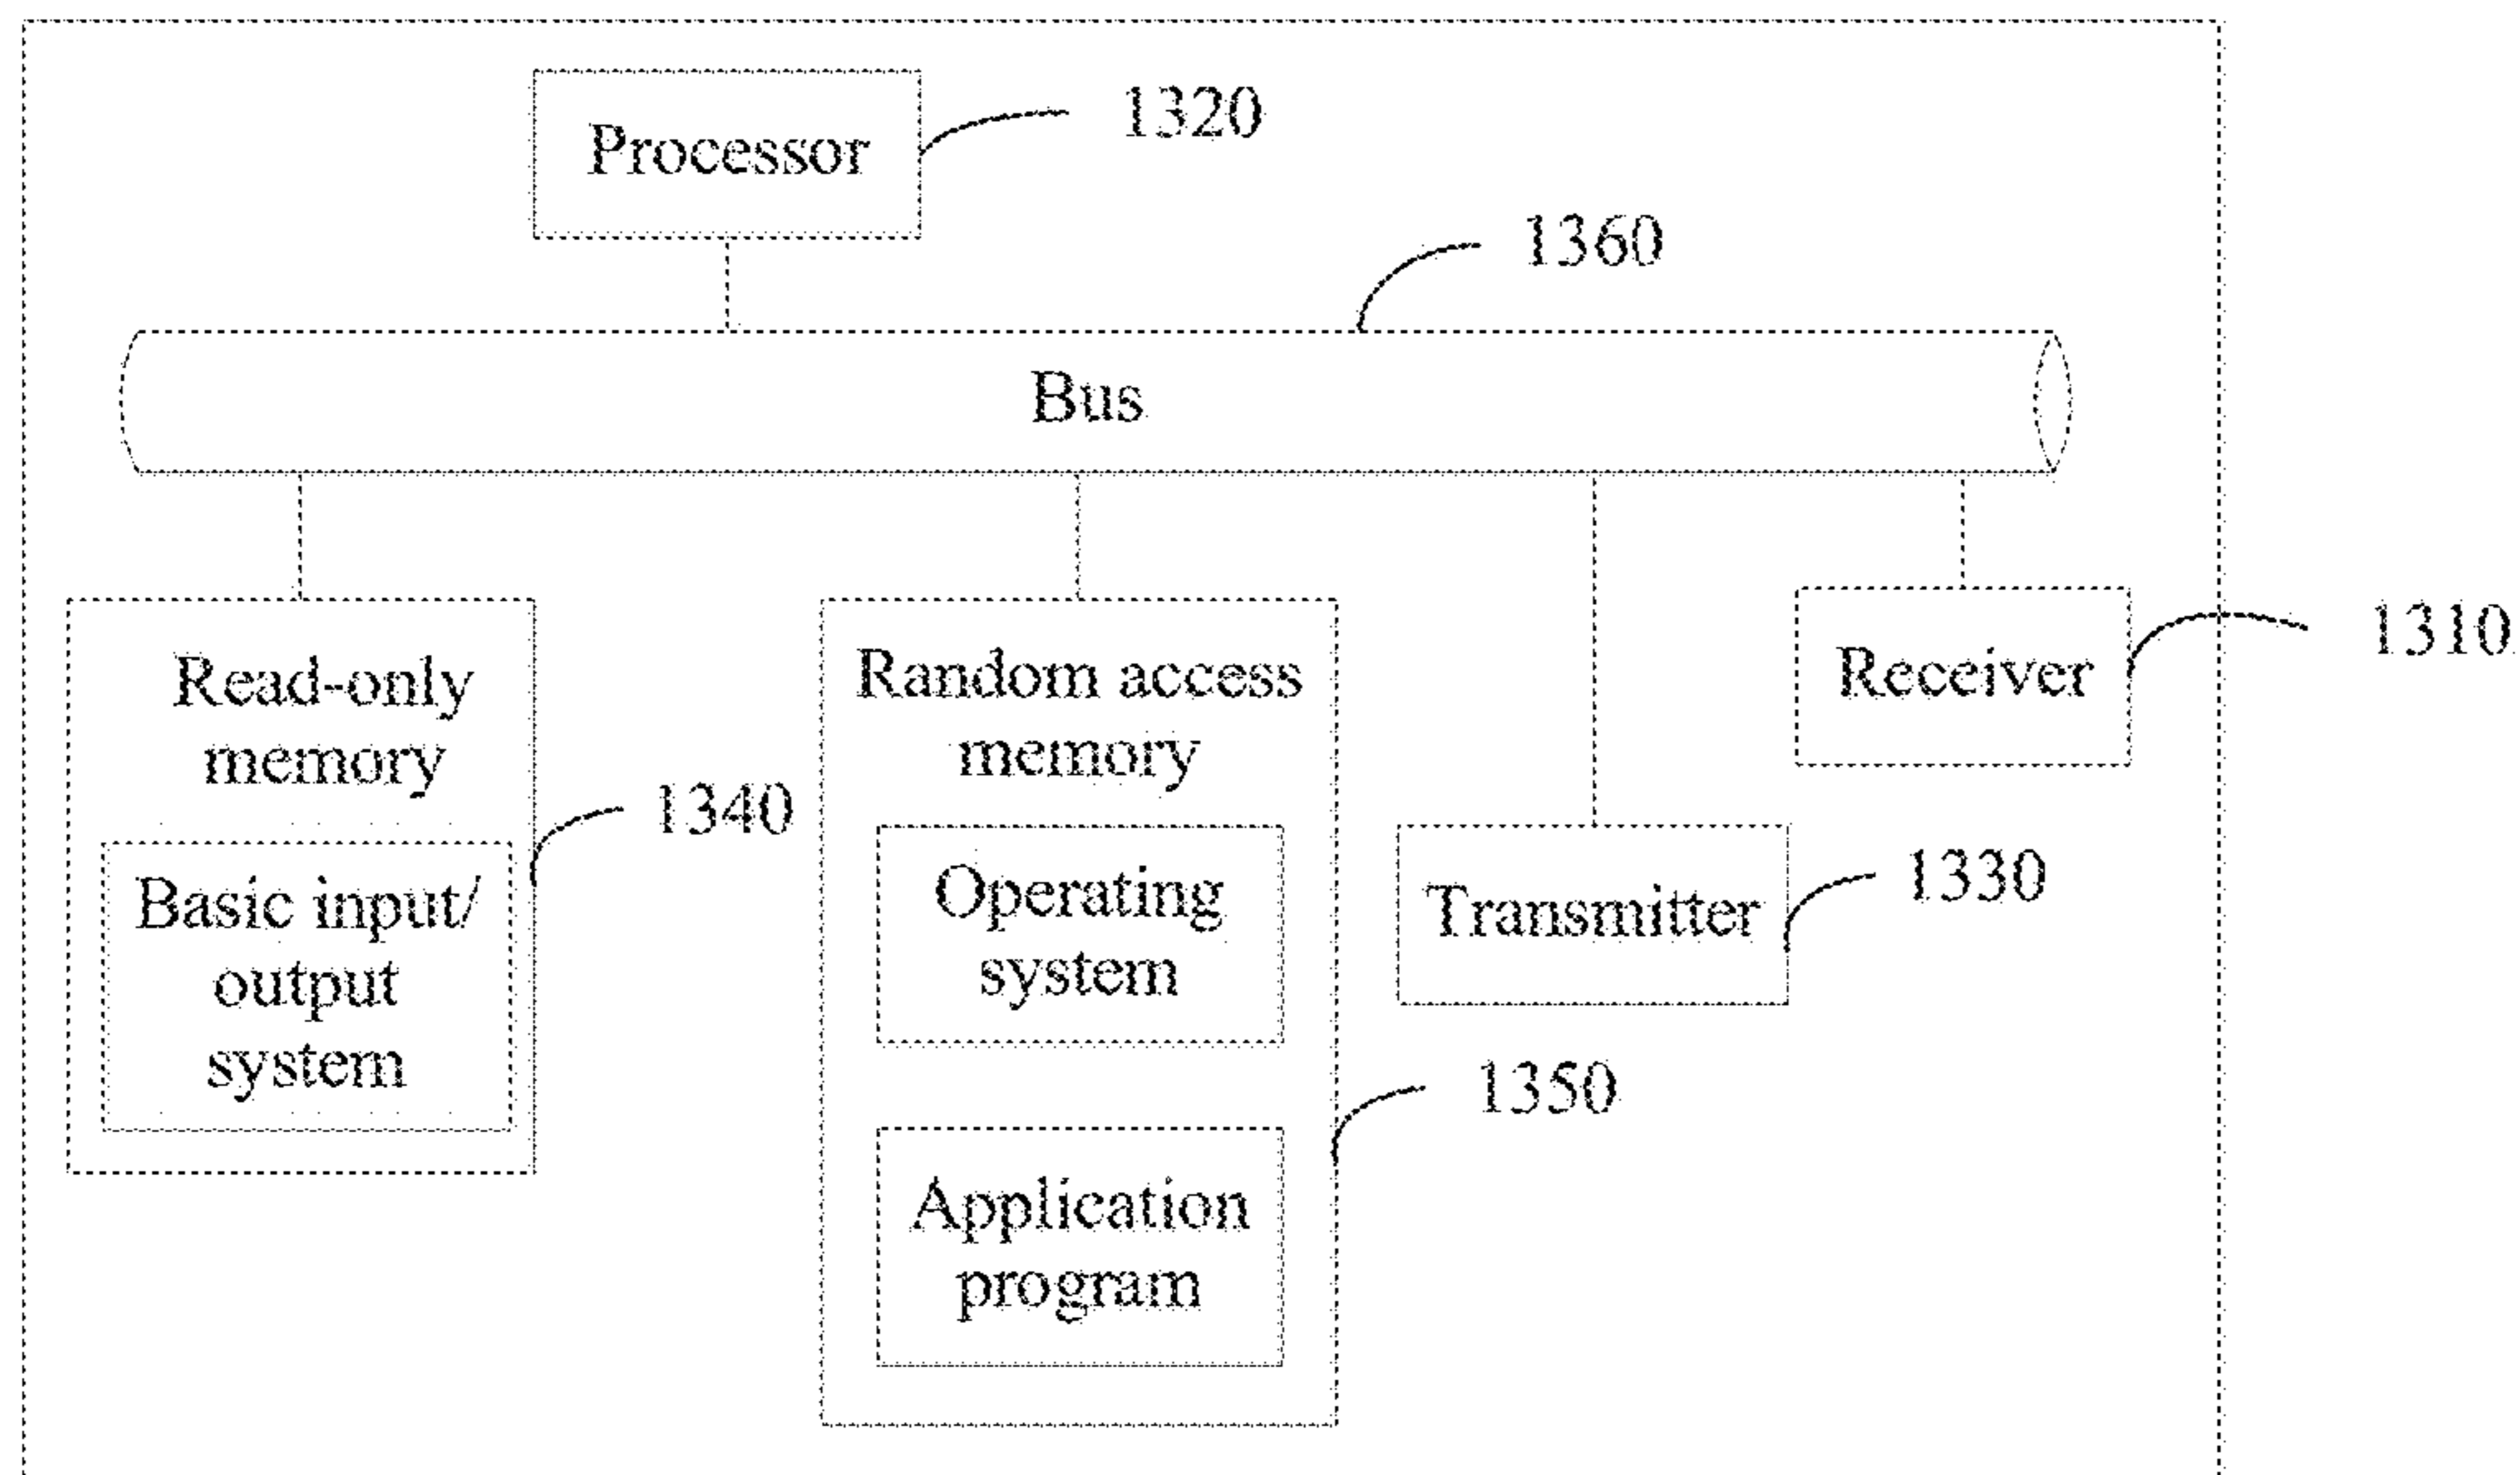 Processor
1320
1360
Bus
Read-only
memory
1340
Basic input/
output
system
Random access
memory
Operating
system
1350
Application
program
Transmitter
1330
Receiver
1310